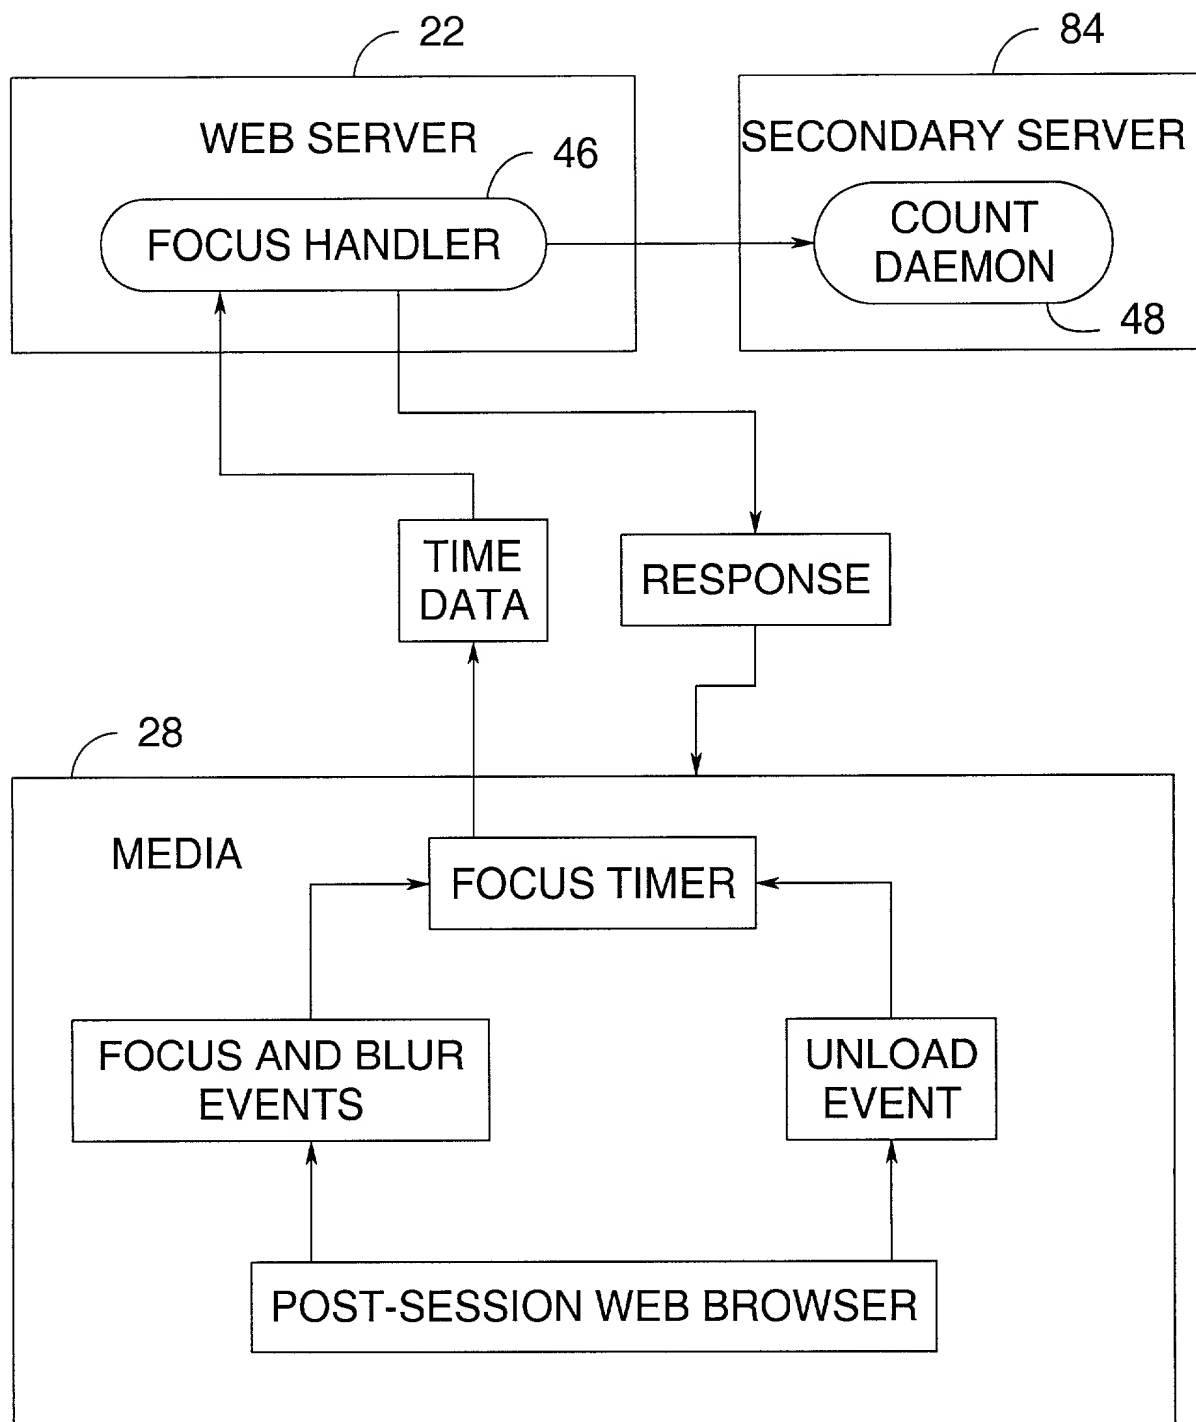 22
84
WEB SERVER
SECONDARY SERVER
46
FOCUS HANDLER
COUNT
DAEMON
48
TIME
DATA
RESPONSE
28
MEDIA
FOCUS TIMER
FOCUS AND BLUR
EVENTS
UNLOAD
EVENT
POST-SESSION WEB BROWSER